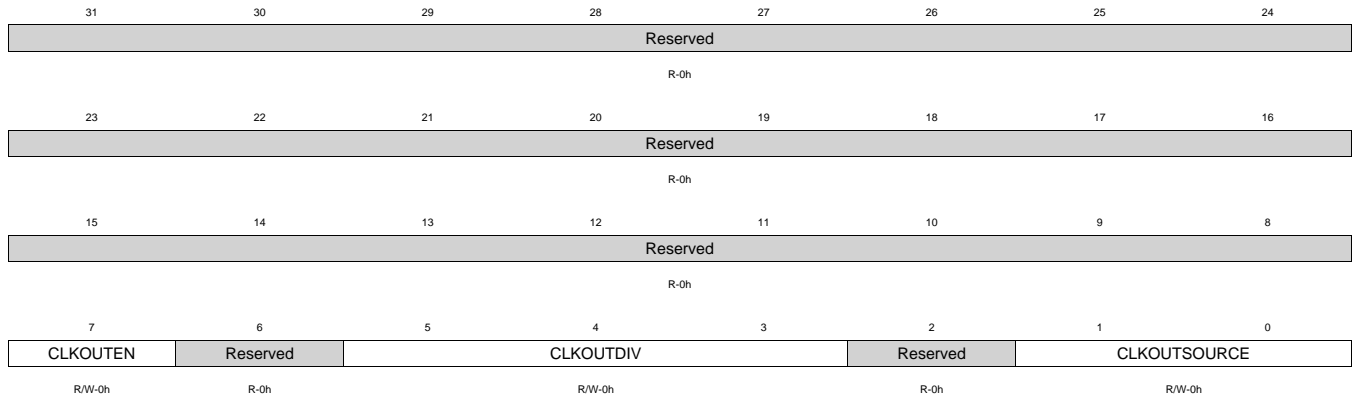 31 30 29 28 27 26 25 24
Reserved
R-0h
23 22 21 20 19 18 17 16
Reserved
R-0h
15 14 13 12 11 10 9 8
Reserved
R-0h
7 6 5 4 3 2 1 0
CLKOUTEN Reserved CLKOUTDIV Reserved CLKOUTSOURCE
R/W-0h R-0h R/W-0h R-0h R/W-0h